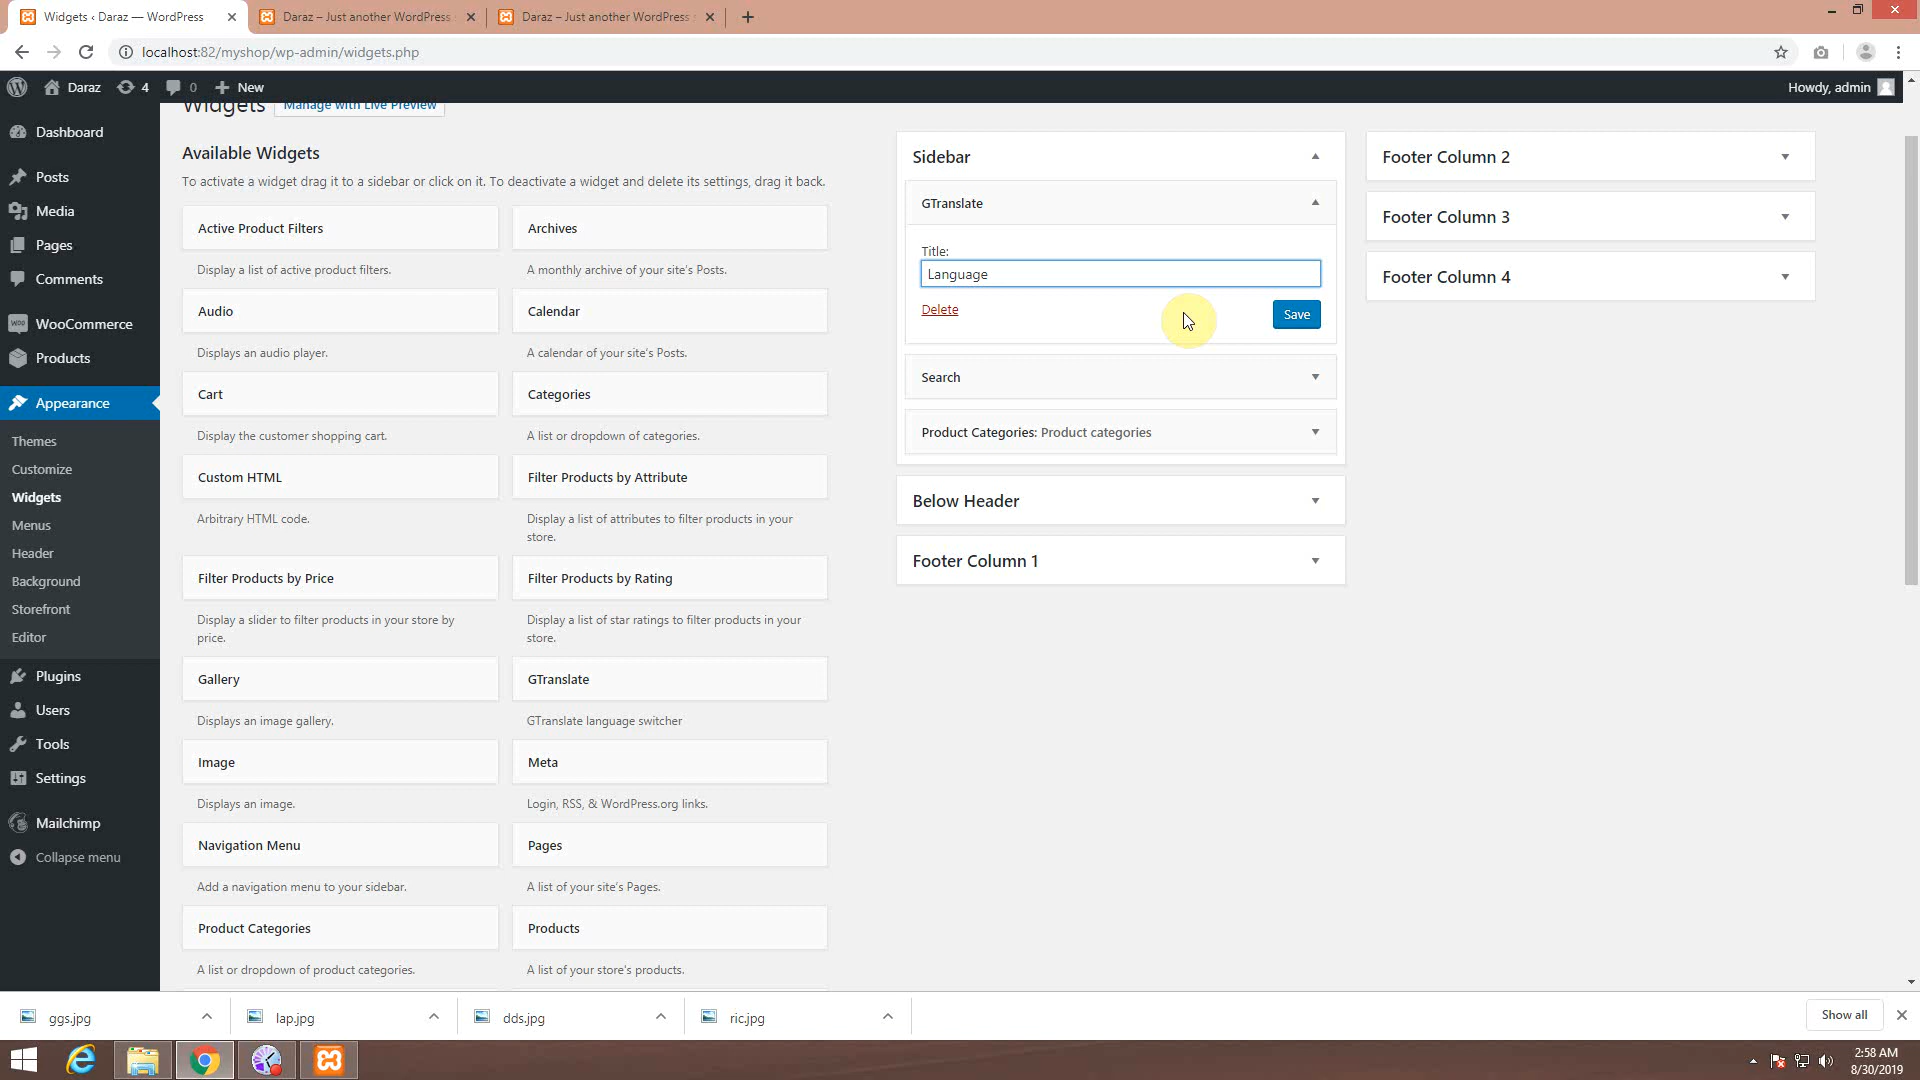 Widgets ‹ Daraz — WordPress
Daraz – Just another WordPress
Daraz – Just another WordPress
localhost:82/myshop/wp-admin/widgets.php
Daraz
4
0
New
Howdy, admin
Dashboard
Posts
Media
Pages
Comments
WooCommerce
Products
Appearance
Themes
Customize
Widgets
Menus
Header
Background
Storefront
Editor
Plugins
Users
Tools
Settings
Mailchimp
Collapse menu
Widgets
Manage with Live Preview
Available Widgets
To activate a widget drag it to a sidebar or click on it. To deactivate a widget and delete its settings, drag it back.
Active Product Filters
Display a list of active product filters.
Archives
A monthly archive of your site's Posts.
Audio
Displays an audio player.
Calendar
A calendar of your site's Posts.
Cart
Display the customer shopping cart.
Categories
A list or dropdown of categories.
Custom HTML
Arbitrary HTML code.
Filter Products by Attribute
Display a list of attributes to filter products in your
store.
Filter Products by Price
Display a slider to filter products in your store by
price.
Filter Products by Rating
Display a list of star ratings to filter products in your
store.
Gallery
Displays an image gallery.
GTranslate
GTranslate language switcher
Image
Displays an image.
Meta
Login, RSS, & WordPress.org links.
Navigation Menu
Add a navigation menu to your sidebar.
Pages
A list of your site's Pages.
Product Categories
A list or dropdown of product categories.
Products
A list of your store's products.
Sidebar
GTranslate
Title:
Language
Delete
Save
Search
Product Categories: Product categories
Below Header
Footer Column 1
Footer Column 2
Footer Column 3
Footer Column 4
ggs.jpg
lap.jpg
dds.jpg
ric.jpg
Show all
2:58 AM
8/30/2019